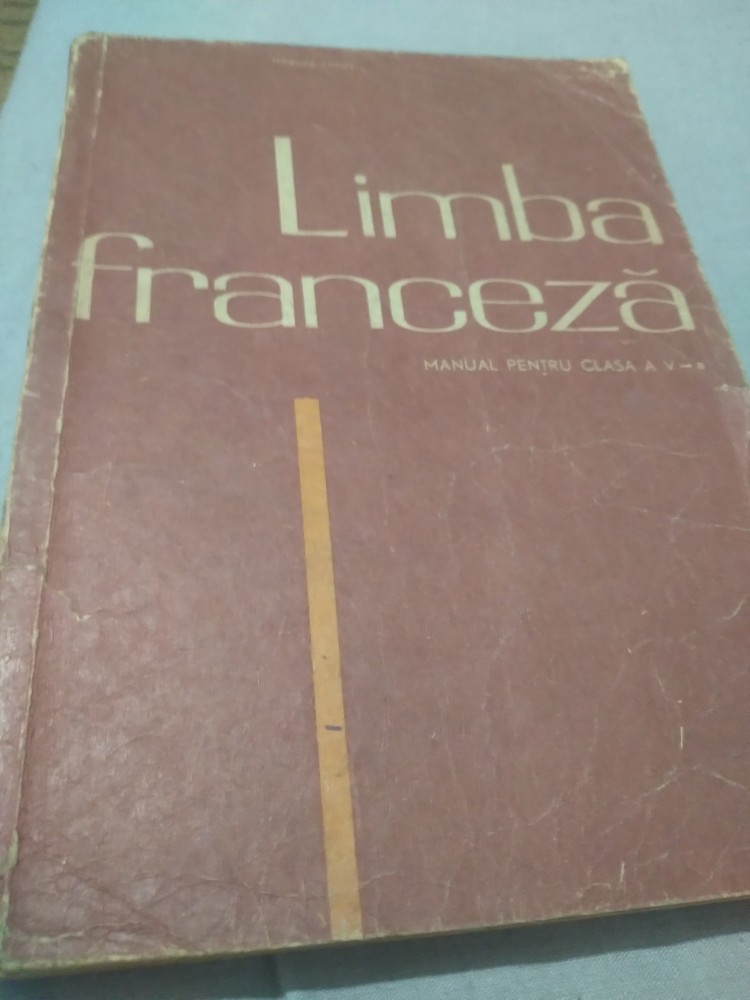 Limba
franceză
MANUAL PENTRU CLASA A V-a